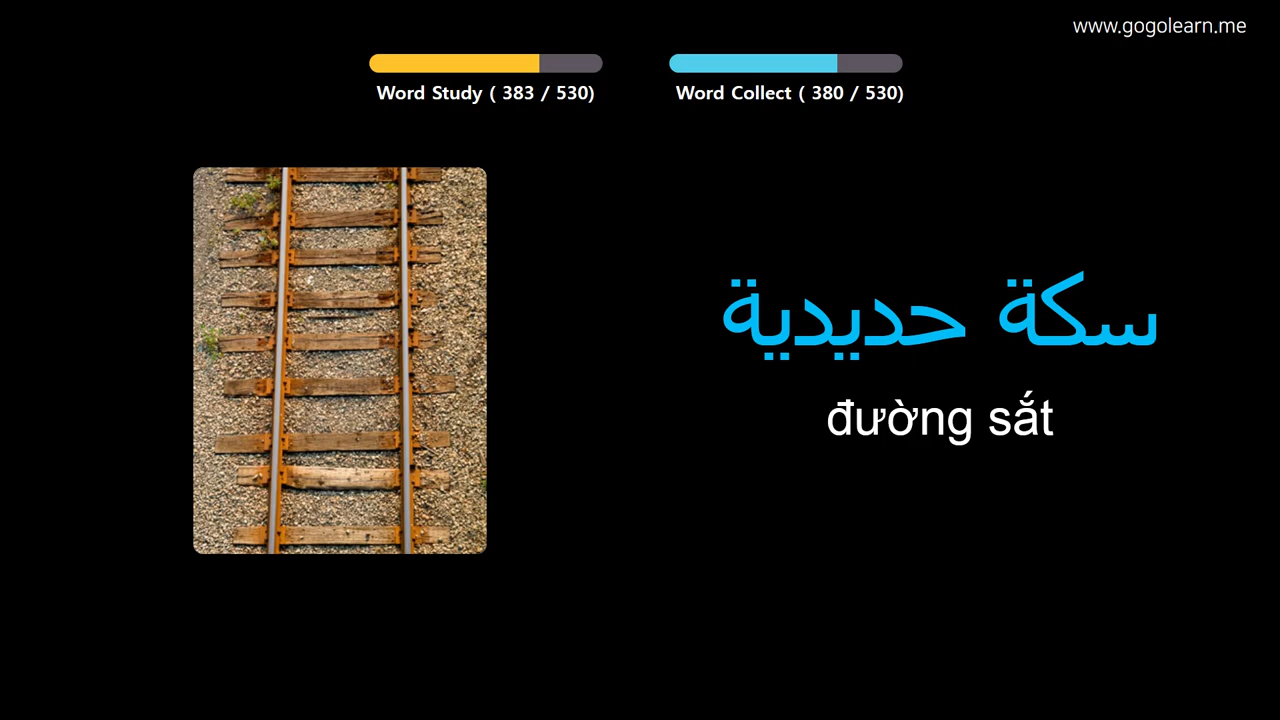 www.gogolearn.me
Word Study ( 383 / 530)
Word Collect ( 380 / 530)
سكة حديدية
đường sắt